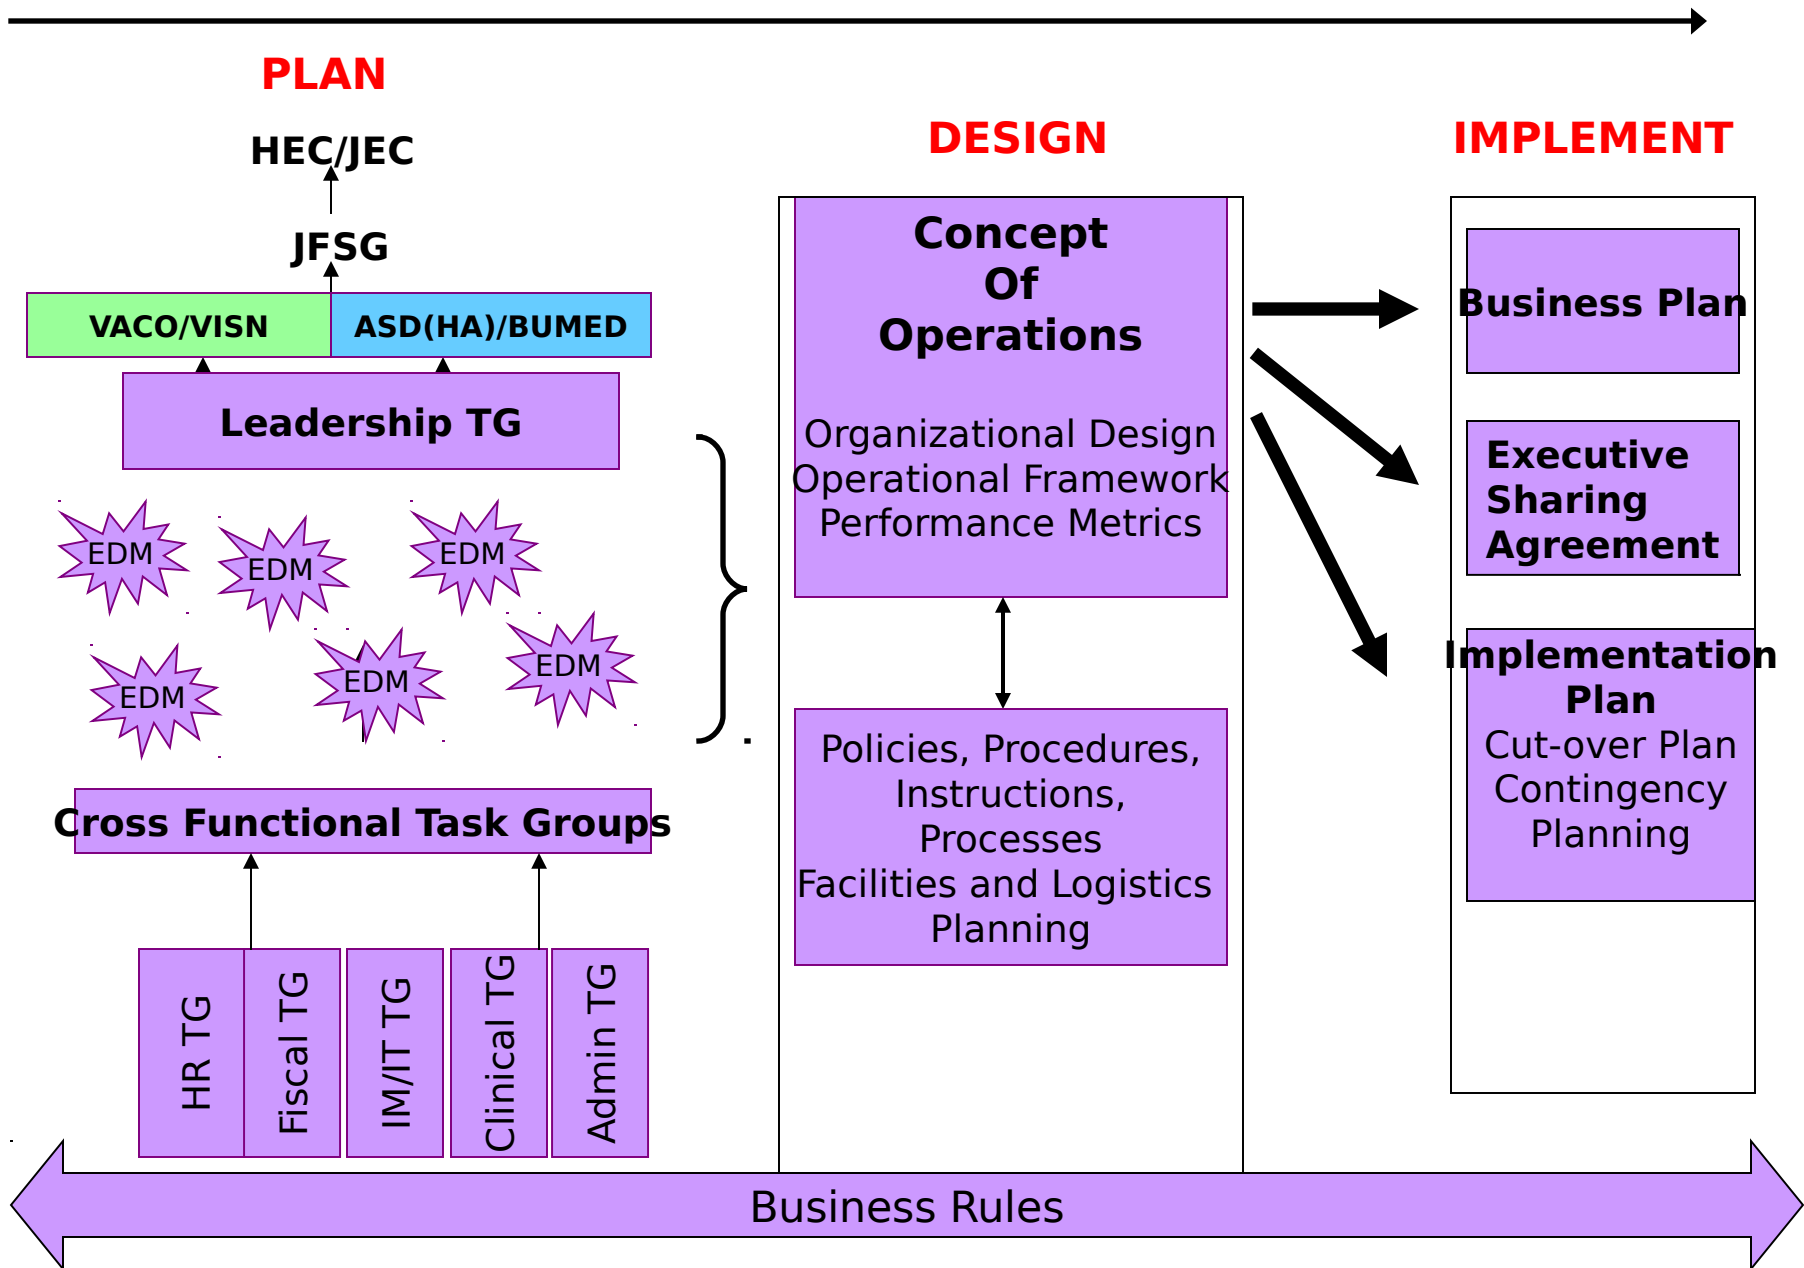 PLAN
HEC/JEC
JFSG
VACO/VISN
ASD(HA)/BUMED
Leadership TG
EDM
EDM
EDM
EDM
EDM
EDM
Cross Functional Task Groups
HR TG
Fiscal TG
IM/IT TG
Clinical TG
Admin TG
DESIGN
Concept
Of
Operations
Organizational Design
Operational Framework
Performance Metrics
Policies, Procedures,
Instructions,
Processes
Facilities and Logistics
Planning
IMPLEMENT
Business Plan
Executive
Sharing
Agreement
Implementation
Plan
Cut-over Plan
Contingency
Planning
Business Rules